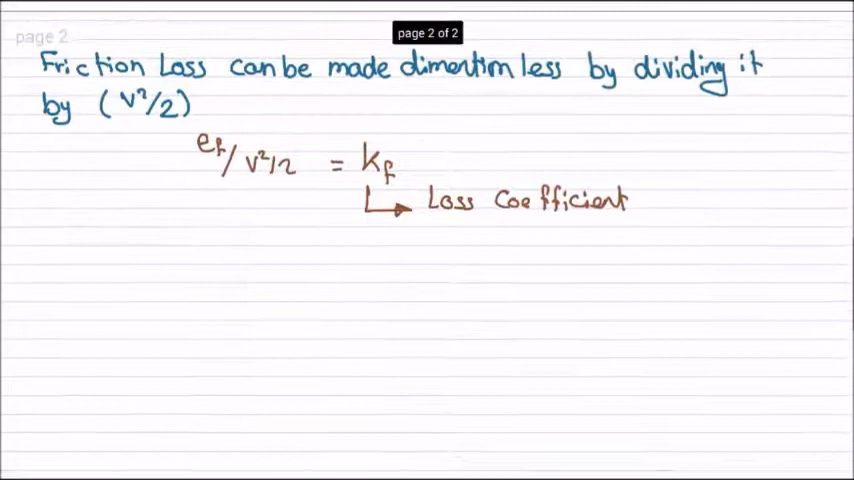 page 2
page 2 of 2
Friction Loss can be made dimentionless by dividing it
by (v²/2)
ef/v²/2 = kf
Loss Coefficient